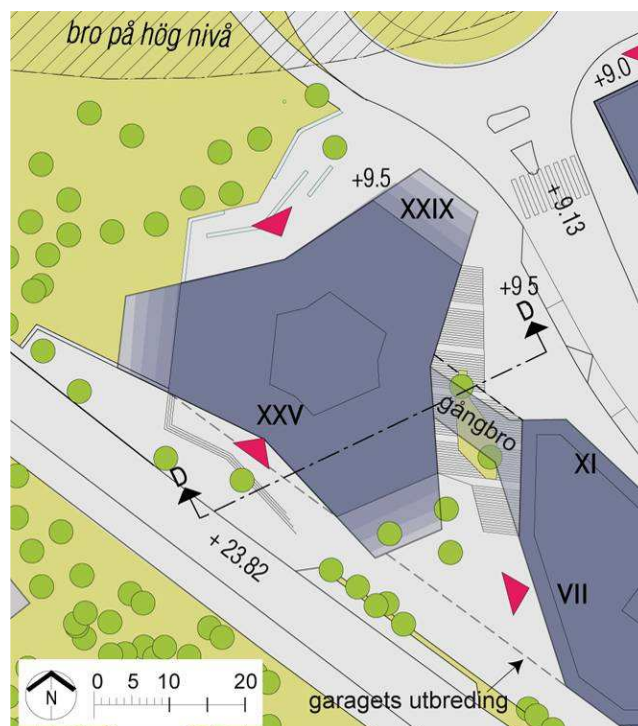 bro på hög nivå
+9.0
+9.5
XXIX
+9.13
+9 5
D
gångbro
XXV
XI
D
+ 23.82
VII
N
0 5 10 20
garagets utbreding